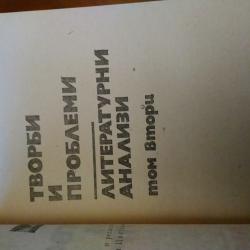 ТВОРБИ
И
ПРОБЛЕМИ
ЛИТЕРАТУРНИ
АНАЛИЗИ
том втори